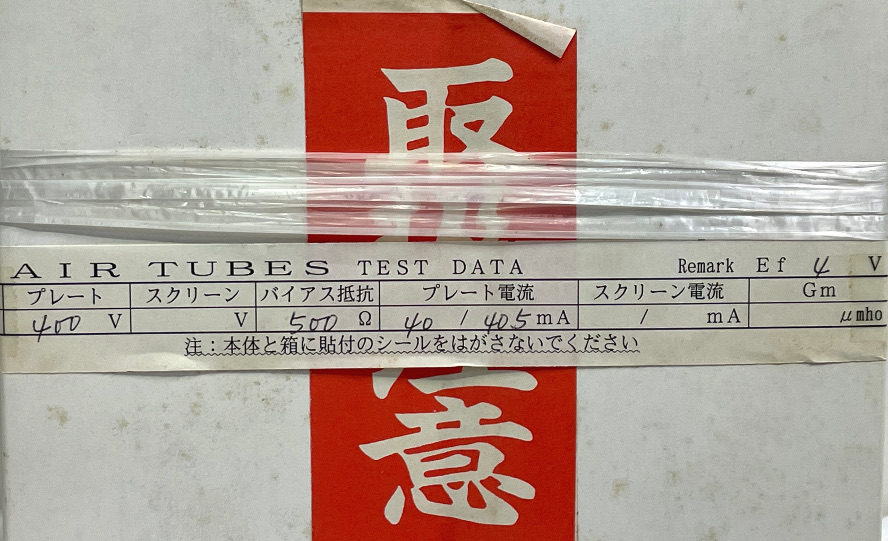 取
AIR TUBES TEST DATA Remark Ef 4 V
プレート スクリーン バイアス抵抗 プレート電流 スクリーン電流 Gm
400 V V 500 Ω 40 / 40.5 mA / mA μmho
注:本体と箱に貼付のシールをはがさないでください
意